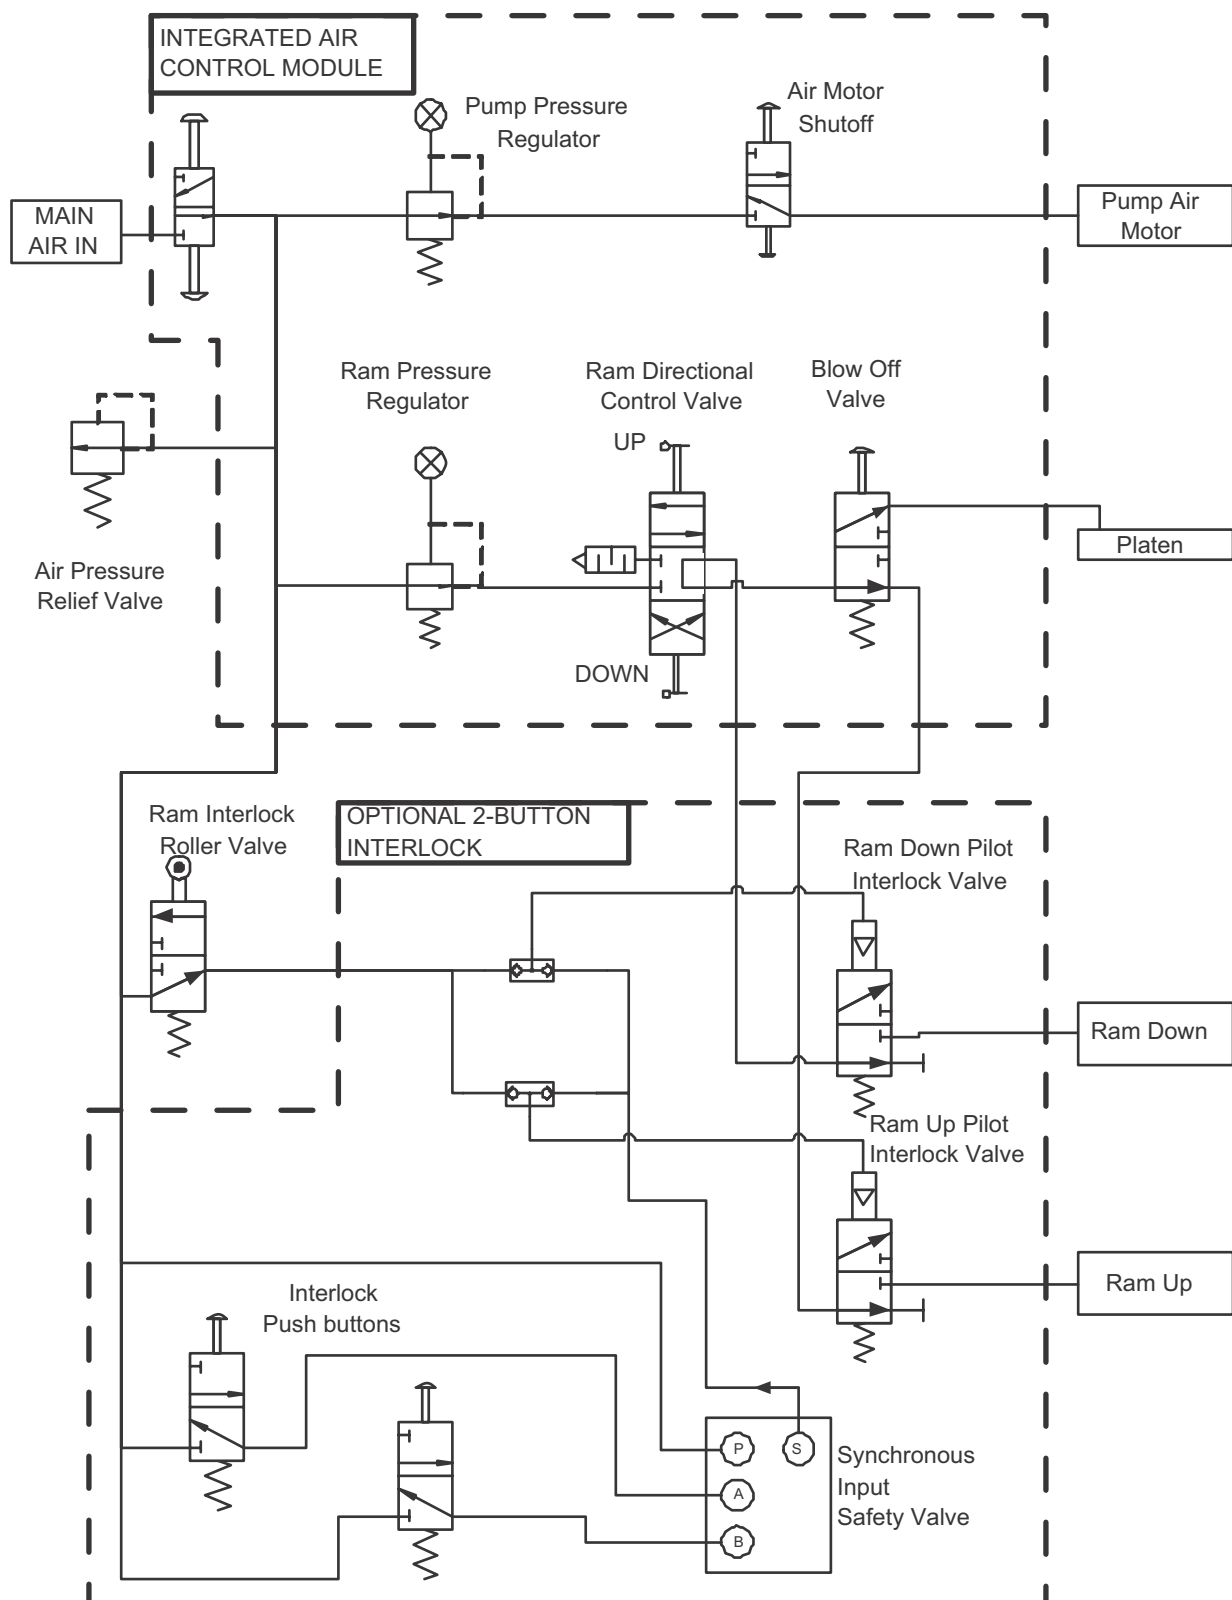 INTEGRATED AIR
CONTROL MODULE
Pump Pressure
Regulator
Air Motor
Shutoff
MAIN
AIR IN
Pump Air
Motor
Ram Pressure
Regulator
Ram Directional
Control Valve
UP
Blow Off
Valve
Air Pressure
Relief Valve
Platen
DOWN
Ram Interlock
Roller Valve
OPTIONAL 2-BUTTON
INTERLOCK
Ram Down Pilot
Interlock Valve
Ram Down
Ram Up Pilot
Interlock Valve
Ram Up
Interlock
Push buttons
P
S
A
B
Synchronous
Input
Safety Valve